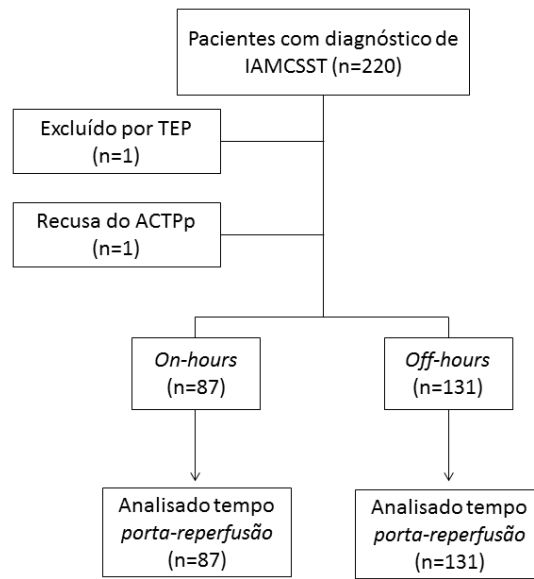 Pacientes com diagnóstico de
IAMCSST (n=220)
Excluído por TEP
(n=1)
Recusa do ACTPp
(n=1)
On-hours
(n=87)
Off-hours
(n=131)
Analisado tempo
porta-reperfusão
(n=87)
Analisado tempo
porta-reperfusão
(n=131)